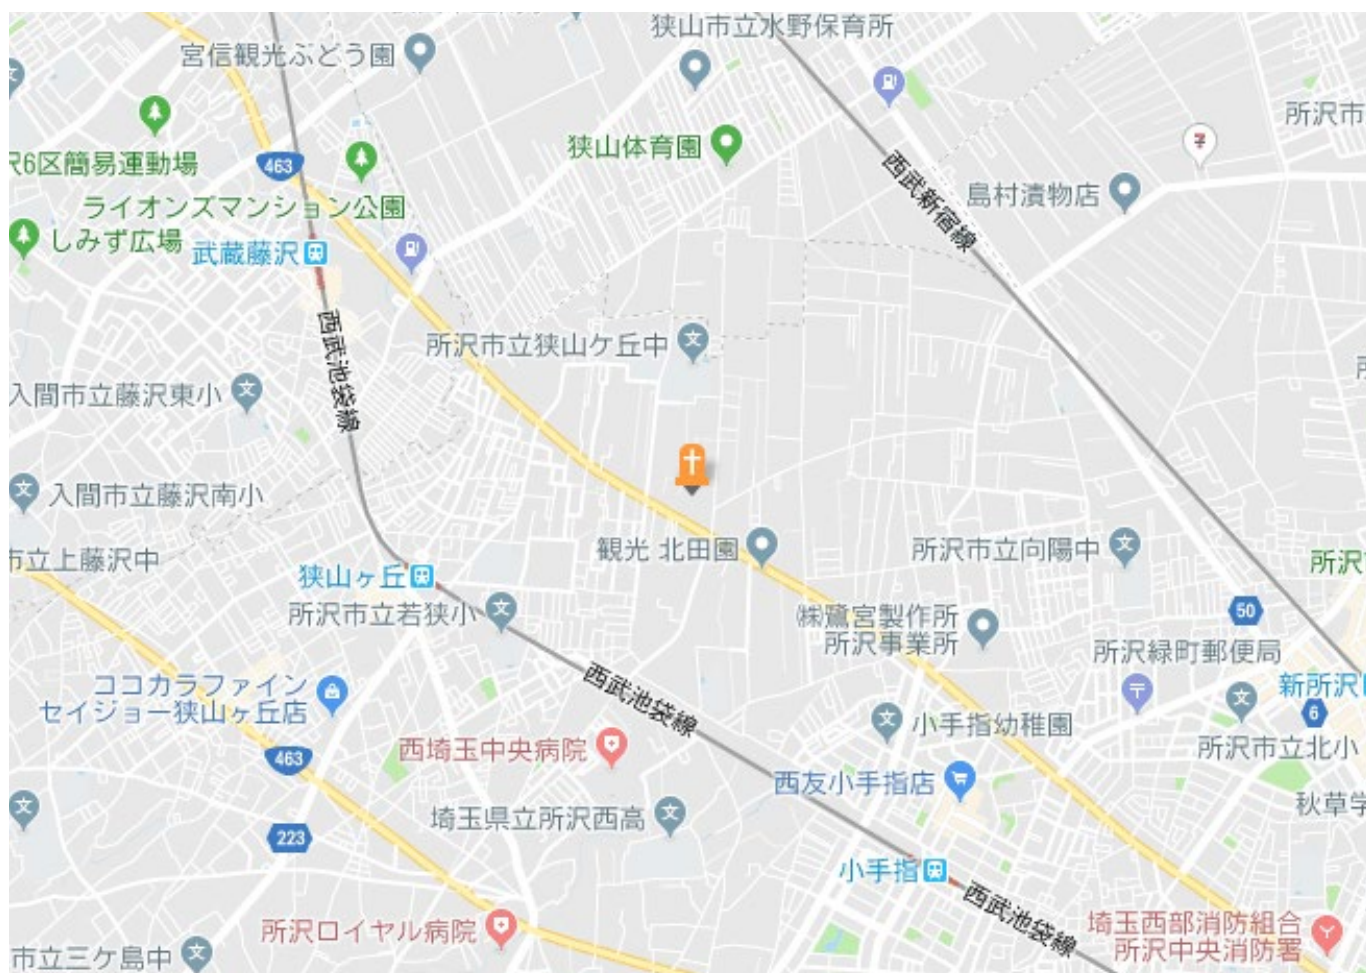 狭山市立水野保育所
宮信観光ぶどう園
所沢市
狭山体育園
沢6区簡易運動場
463
西武新宿線
島村漬物店
ライオンズマンション公園
しみず広場
武蔵藤沢
西武池袋線
所沢市立狭山ケ丘中
文
入間市立藤沢東小
文
文
入間市立藤沢南小
観光 北田園
所沢市立向陽中
文
市立上藤沢中
狭山ヶ丘
所沢市立若狭小
文
㈱鷺宮製作所
所沢事業所
50
所沢緑町郵便局
ココカラファイン
セイジョー狭山ヶ丘店
西武池袋線
新所沢
6
文
小手指幼稚園
文
所沢市立北小
463
西埼玉中央病院
西友小手指店
秋草学
文
223
埼玉県立所沢西高
文
小手指
西武池袋線
所沢ロイヤル病院
埼玉西部消防組合
所沢中央消防署
市立三ケ島中
文